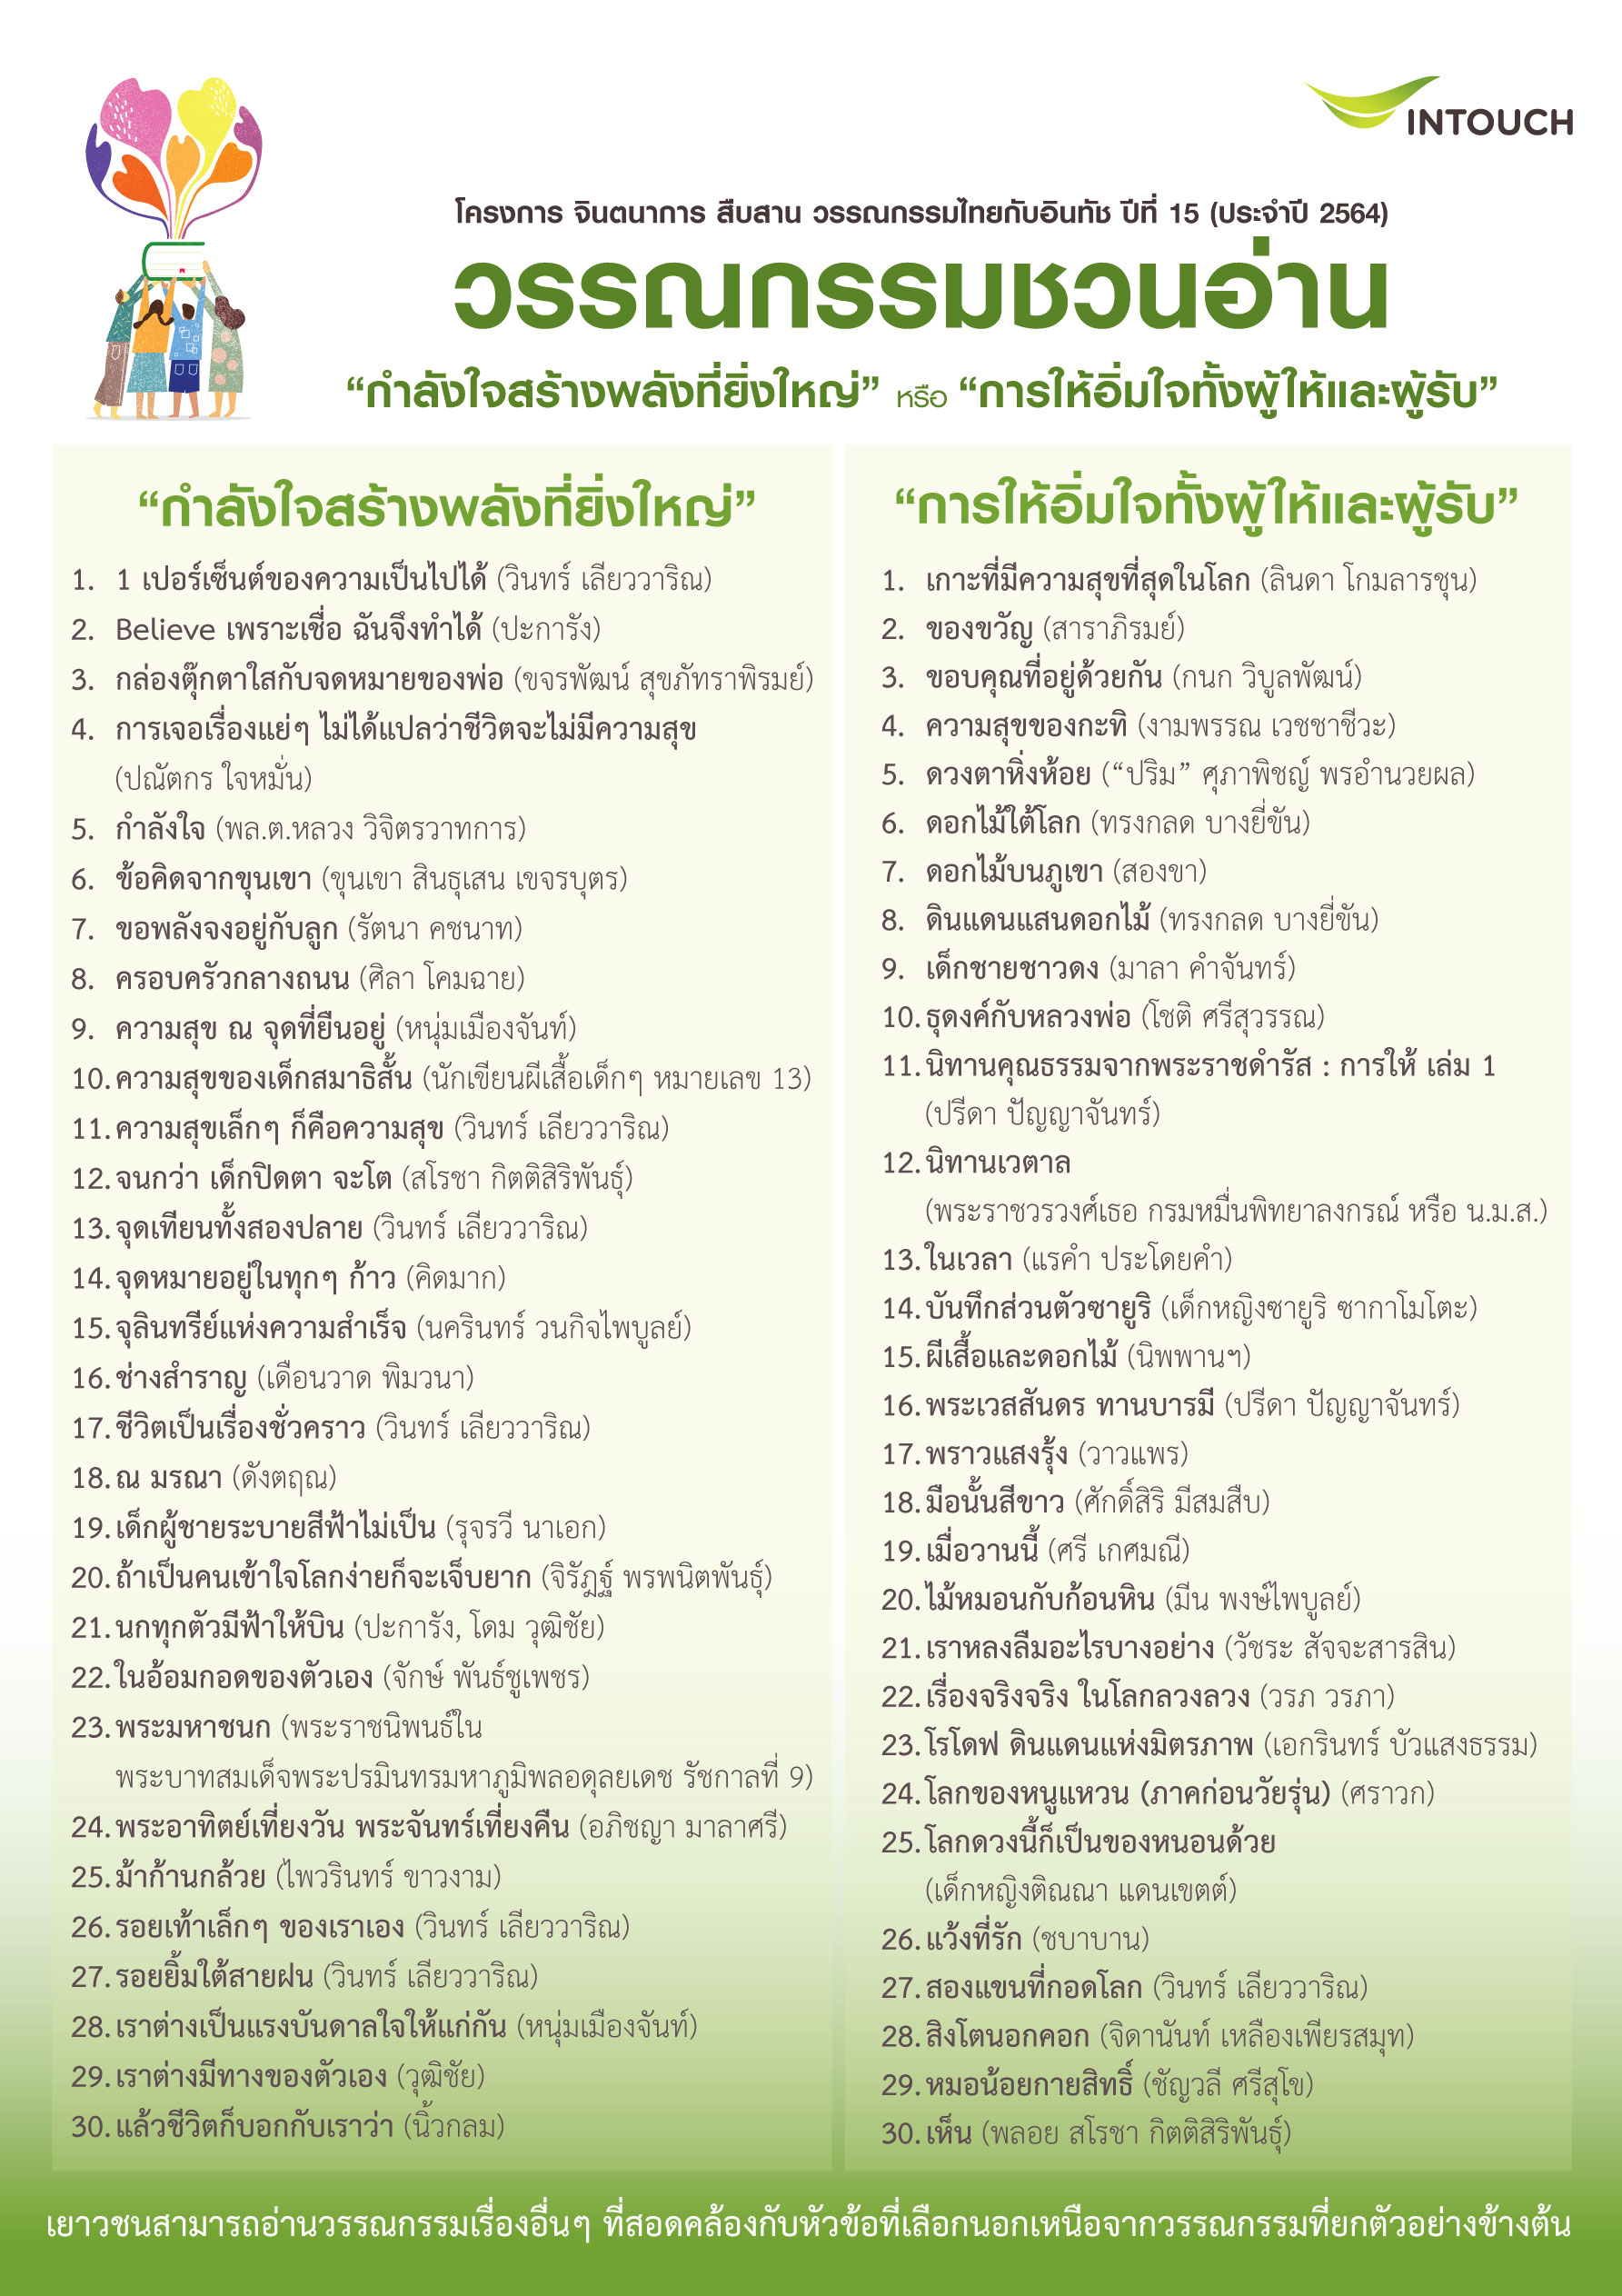 INTOUCH
โครงการ จินตนาการ สืบสาน วรรณกรรมไทยกับอินทัช ปีที่ 15 (ประจำปี 2564)
วรรณกรรมชวนอ่าน
“กำลังใจสร้างพลังที่ยิ่งใหญ่” หรือ “การให้อิ่มใจทั้งผู้ให้และผู้รับ”
“กำลังใจสร้างพลังที่ยิ่งใหญ่”
1. 1 เปอร์เซ็นต์ของความเป็นไปได้ (วินทร์ เลียววาริณ)
2. Believe เพราะเชื่อ ฉันจึงทำได้ (ปะการัง)
3. กล่องตุ๊กตาใสกับจดหมายของพ่อ (ขจรพัฒน์ สุขภัทราพิรมย์)
4. การเจอเรื่องแย่ๆ ไม่ได้แปลว่าชีวิตจะไม่มีความสุข
(ปณัตกร ใจหมั่น)
5. กำลังใจ (พล.ต.หลวง วิจิตรวาทการ)
6. ข้อคิดจากขุนเขา (ขุนเขา สินธุเสน เขจรบุตร)
7. ขอพลังจงอยู่กับลูก (รัตนา คชนาท)
8. ครอบครัวกลางถนน (ศิลา โคมฉาย)
9. ความสุข ณ จุดที่ยืนอยู่ (หนุ่มเมืองจันท์)
10. ความสุขของเด็กสมาธิสั้น (นักเขียนผีเสื้อเด็กๆ หมายเลข 13)
11. ความสุขเล็กๆ ก็คือความสุข (วินทร์ เลียววาริณ)
12. จนกว่า เด็กปิดตา จะโต (สโรชา กิตติสิริพันธุ์)
13. จุดเทียนทั้งสองปลาย (วินทร์ เลียววาริณ)
14. จุดหมายอยู่ในทุกๆ ก้าว (คิดมาก)
15. จุลินทรีย์แห่งความสำเร็จ (นครินทร์ วนกิจไพบูลย์)
16. ช่างสำราญ (เดือนวาด พิมวนา)
17. ชีวิตเป็นเรื่องชั่วคราว (วินทร์ เลียววาริณ)
18. ณ มรณา (ดังตฤณ)
19. เด็กผู้ชายระบายสีฟ้าไม่เป็น (รุจรวี นาเอก)
20. ถ้าเป็นคนเข้าใจโลกง่ายก็จะเจ็บยาก (จิรัฏฐ์ พรพนิตพันธุ์)
21. นกทุกตัวมีฟ้าให้บิน (ปะการัง, โดม วุฒิชัย)
22. ในอ้อมกอดของตัวเอง (จักษ์ พันธ์ชูเพชร)
23. พระมหาชนก (พระราชนิพนธ์ใน
พระบาทสมเด็จพระปรมินทรมหาภูมิพลอดุลยเดช รัชกาลที่ 9)
24. พระอาทิตย์เที่ยงวัน พระจันทร์เที่ยงคืน (อภิชญา มาลาศรี)
25. ม้าก้านกล้วย (ไพวรินทร์ ขาวงาม)
26. รอยเท้าเล็กๆ ของเราเอง (วินทร์ เลียววาริณ)
27. รอยยิ้มใต้สายฝน (วินทร์ เลียววาริณ)
28. เราต่างเป็นแรงบันดาลใจให้แก่กัน (หนุ่มเมืองจันท์)
29. เราต่างมีทางของตัวเอง (วุฒิชัย)
30. แล้วชีวิตก็บอกกับเราว่า (นิ้วกลม)
“การให้อิ่มใจทั้งผู้ให้และผู้รับ”
1. เกาะที่มีความสุขที่สุดในโลก (ลินดา โกมลารชุน)
2. ของขวัญ (สาราภิรมย์)
3. ขอบคุณที่อยู่ด้วยกัน (กนก วิบูลพัฒน์)
4. ความสุขของกะทิ (งามพรรณ เวชชาชีวะ)
5. ดวงตาหิ่งห้อย (“ปริม” ศุภาพิชญ์ พรอำนวยผล)
6. ดอกไม้ใต้โลก (ทรงกลด บางยี่ขัน)
7. ดอกไม้บนภูเขา (สองขา)
8. ดินแดนแสนดอกไม้ (ทรงกลด บางยี่ขัน)
9. เด็กชายชาวดง (มาลา คำจันทร์)
10. ธุดงค์กับหลวงพ่อ (โชติ ศรีสุวรรณ)
11. นิทานคุณธรรมจากพระราชดำรัส : การให้ เล่ม 1
(ปรีดา ปัญญาจันทร์)
12. นิทานเวตาล
(พระราชวรวงศ์เธอ กรมหมื่นพิทยาลงกรณ์ หรือ น.ม.ส.)
13. ในเวลา (แรคำ ประโดยคำ)
14. บันทึกส่วนตัวซายูริ (เด็กหญิงซายูริ ซากาโมโตะ)
15. ผีเสื้อและดอกไม้ (นิพพานฯ)
16. พระเวสสันดร ทานบารมี (ปรีดา ปัญญาจันทร์)
17. พราวแสงรุ้ง (วาวแพร)
18. มือนั้นสีขาว (ศักดิ์สิริ มีสมสืบ)
19. เมื่อวานนี้ (ศรี เกศมณี)
20. ไม้หมอนกับก้อนหิน (มีน พงษ์ไพบูลย์)
21. เราหลงลืมอะไรบางอย่าง (วัชระ สัจจะสารสิน)
22. เรื่องจริงจริง ในโลกลวงลวง (วรภ วรภา)
23. โรโดฟ ดินแดนแห่งมิตรภาพ (เอกรินทร์ บัวแสงธรรม)
24. โลกของหนูแหวน (ภาคก่อนวัยรุ่น) (ศราวก)
25. โลกดวงนี้ก็เป็นของหนอนด้วย
(เด็กหญิงติณณา แดนเขตต์)
26. แว้งที่รัก (ชบาบาน)
27. สองแขนที่กอดโลก (วินทร์ เลียววาริณ)
28. สิงโตนอกคอก (จิดานันท์ เหลืองเพียรสมุท)
29. หมอน้อยกายสิทธิ์ (ชัญวลี ศรีสุโข)
30. เห็น (พลอย สโรชา กิตติสิริพันธุ์)
เยาวชนสามารถอ่านวรรณกรรมเรื่องอื่นๆ ที่สอดคล้องกับหัวข้อที่เลือกนอกเหนือจากวรรณกรรมที่ยกตัวอย่างข้างต้น